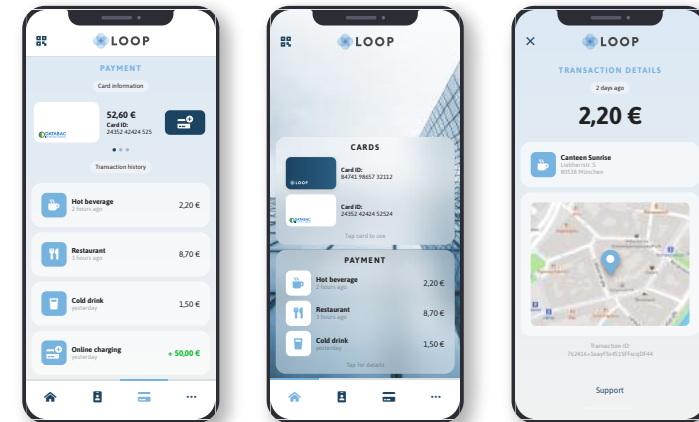 LOOP
PAYMENT
Card information
DATABAC
52,60 €
Card ID:
24352 42424 525
Transaction history
Hot beverage
2 hours ago
2,20 €
Restaurant
3 hours ago
8,70 €
Cold drink
yesterday
1,50 €
Online charging
yesterday
+ 50,00 €
LOOP
CARDS
LOOP
Card ID:
84741 98657 32112
DATABAC
Card ID:
24352 42424 52524
Tap card to use
PAYMENT
Hot beverage
2 hours ago
2,20 €
Restaurant
3 hours ago
8,70 €
Cold drink
yesterday
1,50 €
Tap for details
LOOP
TRANSACTION DETAILS
2 days ago
2,20 €
Canteen Sunrise
Liebherrstr. 5
80538 München
Transaction-ID:
Support